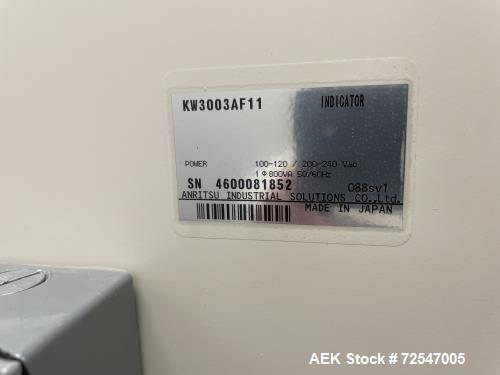 KW3003AF11 INDICATOR
POWER 100-120 / 200-240 Vac
1Φ800VA 50/60Hz
SN 4600081852 088sv1
ANRITSU INDUSTRIAL SOLUTIONS CO.,Ltd.
MADE IN JAPAN
AEK Stock #72547005